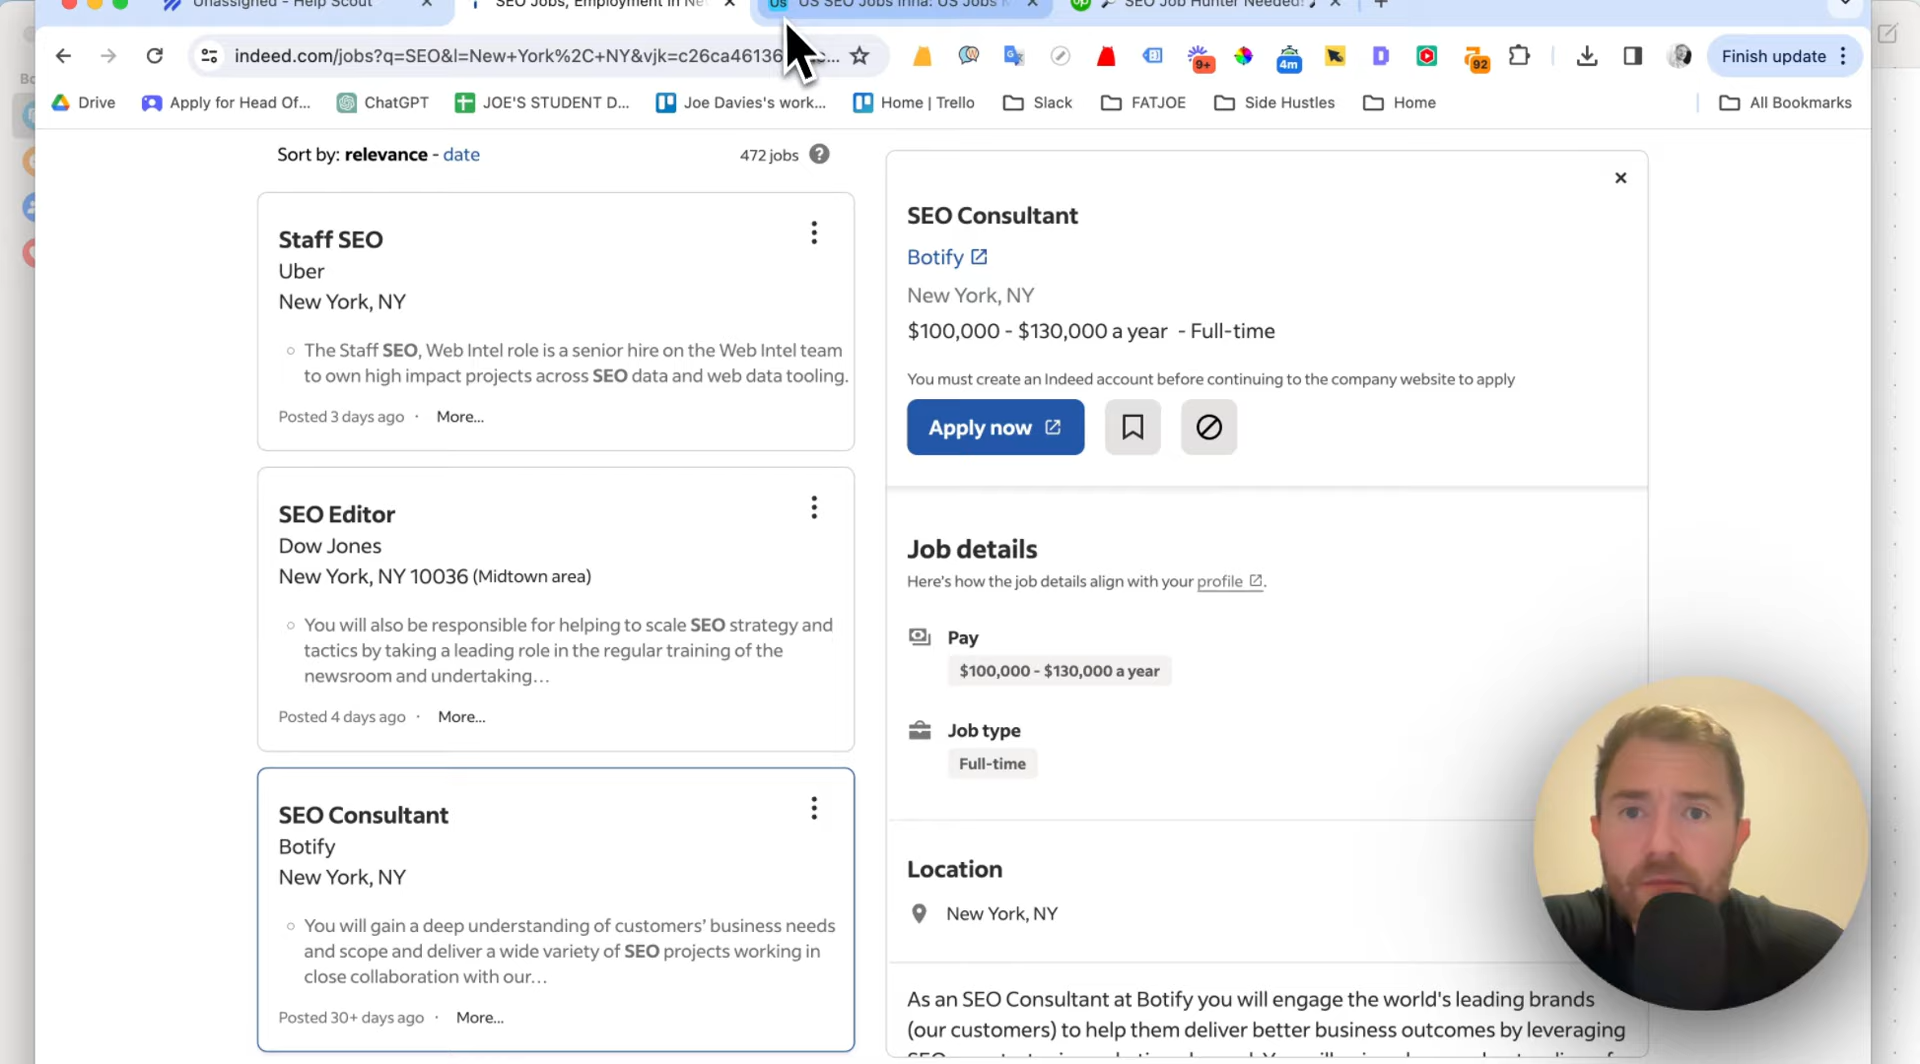 Unassigned - Help Scout
SEO Jobs, Employment in Ne
US SEO Jobs Inna: US Jobs
SEO Job Hunter Needed!
indeed.com/jobs?q=SEO&l=New+York%2C+NY&vjk=c26ca46136
9+
4m
92
Finish update
Drive
Apply for Head Of...
ChatGPT
JOE'S STUDENT D...
Joe Davies's work...
Home | Trello
Slack
FATJOE
Side Hustles
Home
All Bookmarks
Sort by: relevance - date
472 jobs
Staff SEO
Uber
New York, NY
The Staff SEO, Web Intel role is a senior hire on the Web Intel team
to own high impact projects across SEO data and web data tooling.
Posted 3 days ago · More...
SEO Editor
Dow Jones
New York, NY 10036 (Midtown area)
You will also be responsible for helping to scale SEO strategy and
tactics by taking a leading role in the regular training of the
newsroom and undertaking…
Posted 4 days ago · More...
SEO Consultant
Botify
New York, NY
You will gain a deep understanding of customers’ business needs
and scope and deliver a wide variety of SEO projects working in
close collaboration with our…
Posted 30+ days ago · More...
SEO Consultant
Botify
New York, NY
$100,000 - $130,000 a year - Full-time
You must create an Indeed account before continuing to the company website to apply
Apply now
Job details
Here's how the job details align with your profile.
Pay
$100,000 - $130,000 a year
Job type
Full-time
Location
New York, NY
As an SEO Consultant at Botify you will engage the world's leading brands
(our customers) to help them deliver better business outcomes by leveraging